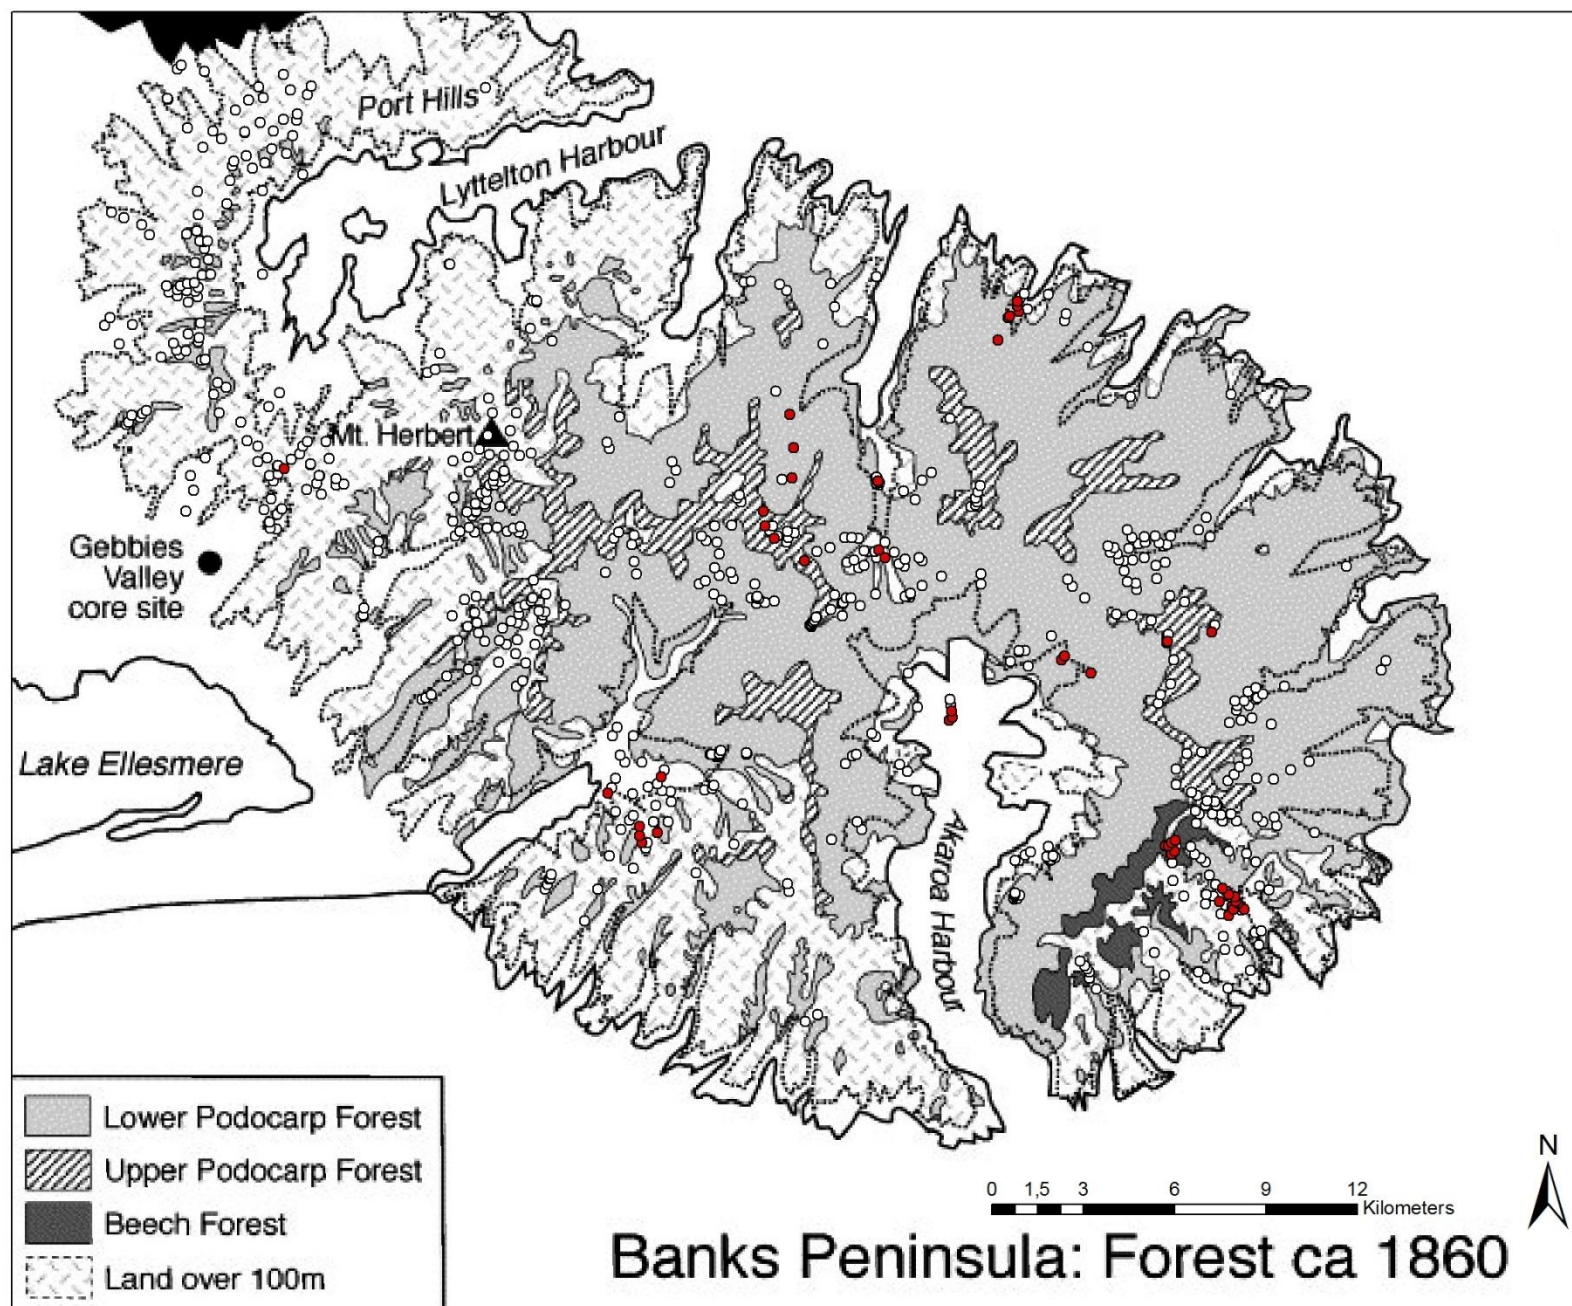 Port Hills
Lyttelton Harbour
Mt. Herbert
Gebbies
Valley
core site
Lake Ellesmere
Akaroa Harbour
Lower Podocarp Forest
Upper Podocarp Forest
Beech Forest
Land over 100m
N
0 1,5 3 6 9 12
Kilometers
Banks Peninsula: Forest ca 1860